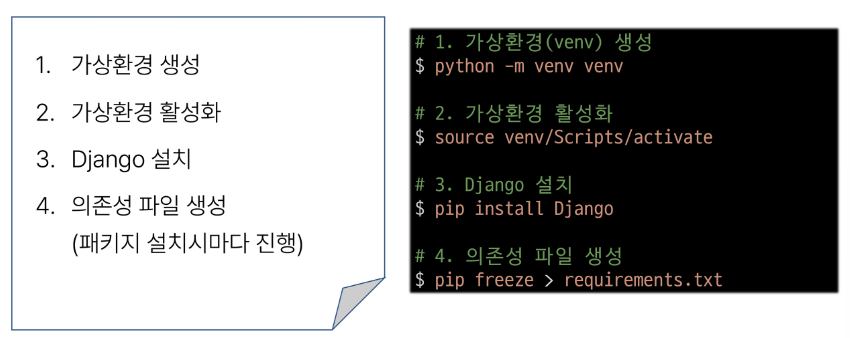 1. 가상환경 생성
2. 가상환경 활성화
3. Django 설치
4. 의존성 파일 생성
(패키지 설치시마다 진행)
# 1. 가상환경(venv) 생성
$ python -m venv venv
# 2. 가상환경 활성화
$ source venv/Scripts/activate
# 3. Django 설치
$ pip install Django
# 4. 의존성 파일 생성
$ pip freeze > requirements.txt